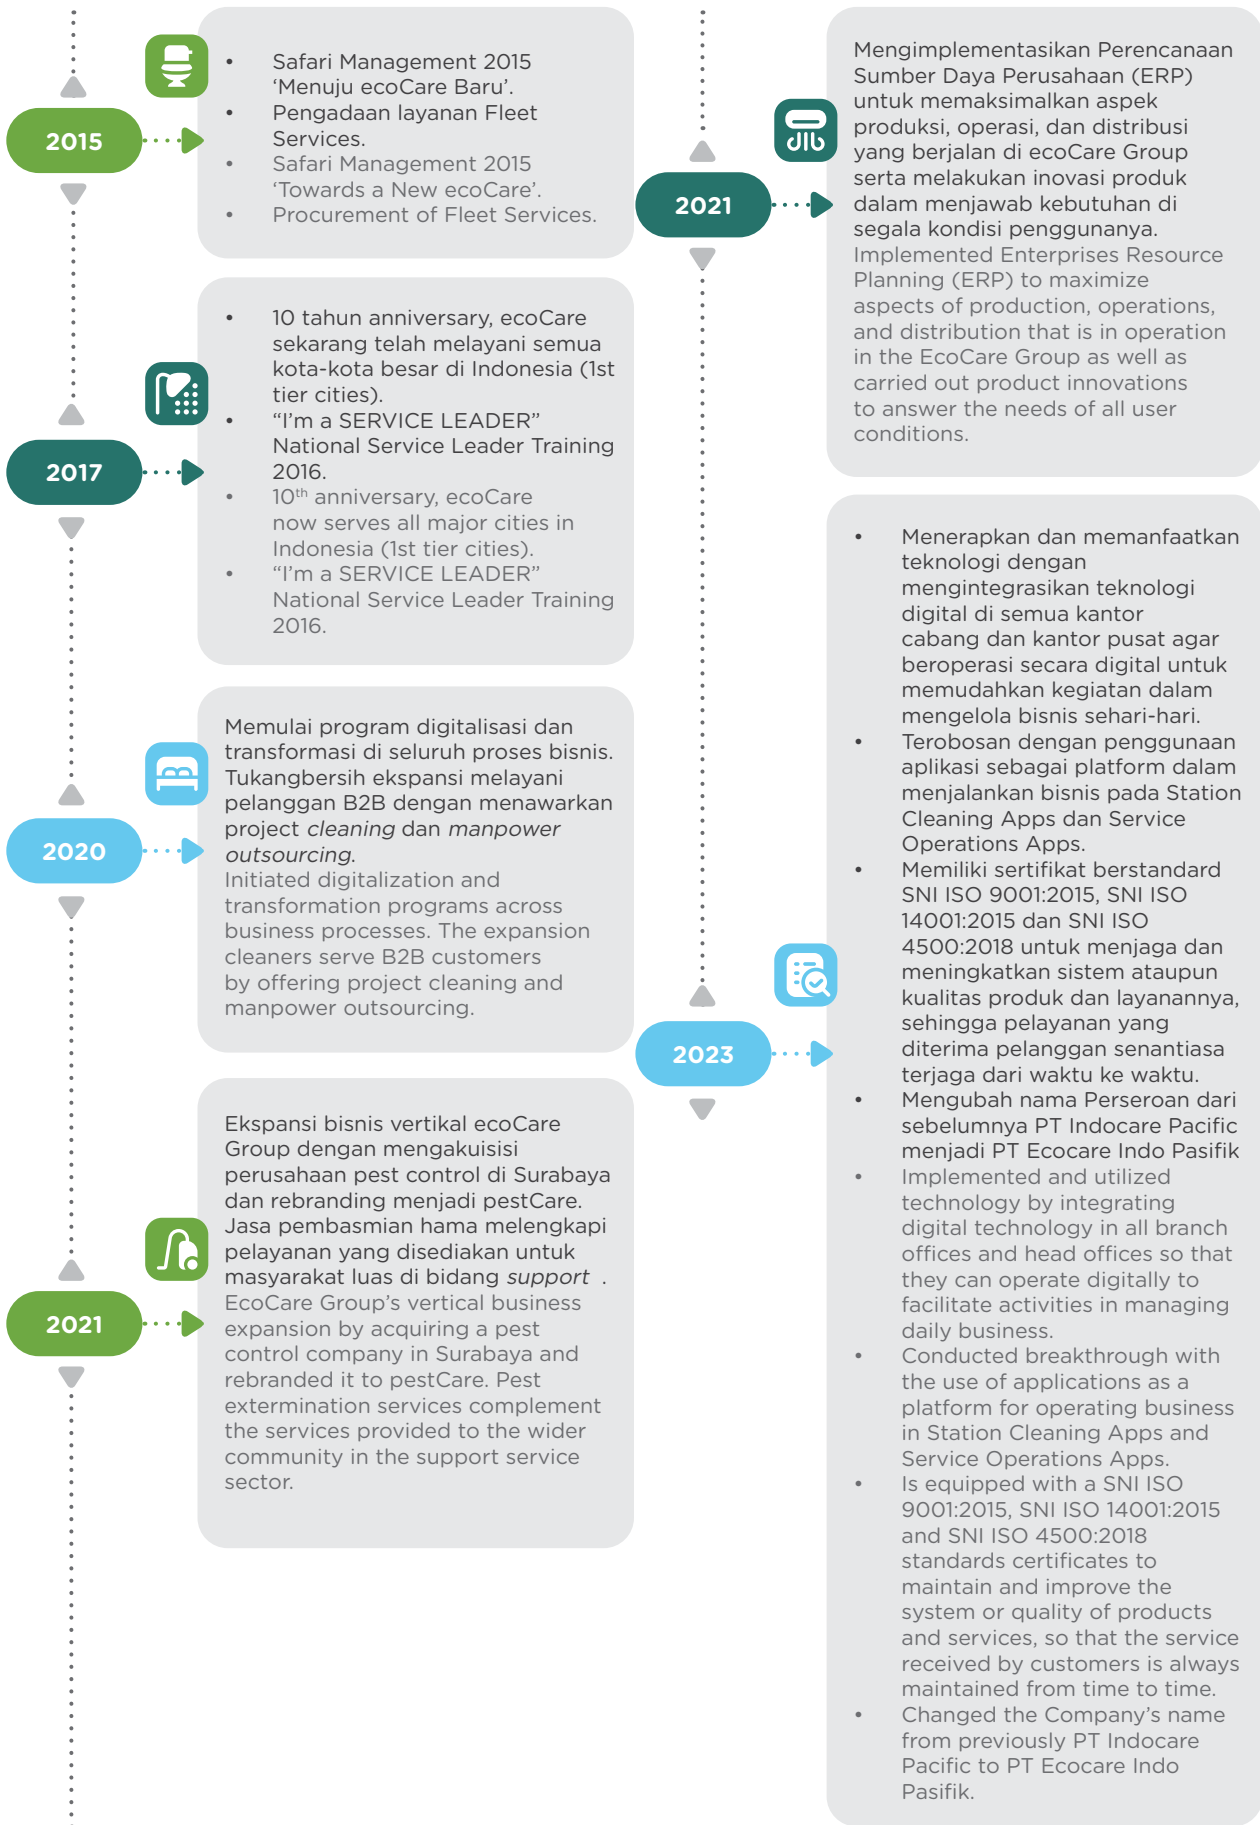 2015
• Safari Management 2015
‘Menuju ecoCare Baru’.
• Pengadaan layanan Fleet
Services.
• Safari Management 2015
‘Towards a New ecoCare’.
• Procurement of Fleet Services.
2017
• 10 tahun anniversary, ecoCare
sekarang telah melayani semua
kota-kota besar di Indonesia (1st
tier cities).
• “I’m a SERVICE LEADER”
National Service Leader Training
2016.
• 10th anniversary, ecoCare
now serves all major cities in
Indonesia (1st tier cities).
• “I’m a SERVICE LEADER”
National Service Leader Training
2016.
2020
Memulai program digitalisasi dan
transformasi di seluruh proses bisnis.
Tukangbersih ekspansi melayani
pelanggan B2B dengan menawarkan
project cleaning dan manpower
outsourcing.
Initiated digitalization and
transformation programs across
business processes. The expansion
cleaners serve B2B customers
by offering project cleaning and
manpower outsourcing.
2021
Ekspansi bisnis vertikal ecoCare
Group dengan mengakuisisi
perusahaan pest control di Surabaya
dan rebranding menjadi pestCare.
Jasa pembasmian hama melengkapi
pelayanan yang disediakan untuk
masyarakat luas di bidang support .
EcoCare Group’s vertical business
expansion by acquiring a pest
control company in Surabaya and
rebranded it to pestCare. Pest
extermination services complement
the services provided to the wider
community in the support service
sector.
2021
Mengimplementasikan Perencanaan
Sumber Daya Perusahaan (ERP)
untuk memaksimalkan aspek
produksi, operasi, dan distribusi
yang berjalan di ecoCare Group
serta melakukan inovasi produk
dalam menjawab kebutuhan di
segala kondisi penggunanya.
Implemented Enterprises Resource
Planning (ERP) to maximize
aspects of production, operations,
and distribution that is in operation
in the EcoCare Group as well as
carried out product innovations
to answer the needs of all user
conditions.
2023
• Menerapkan dan memanfaatkan
teknologi dengan
mengintegrasikan teknologi
digital di semua kantor
cabang dan kantor pusat agar
beroperasi secara digital untuk
memudahkan kegiatan dalam
mengelola bisnis sehari-hari.
• Terobosan dengan penggunaan
aplikasi sebagai platform dalam
menjalankan bisnis pada Station
Cleaning Apps dan Service
Operations Apps.
• Memiliki sertifikat berstandard
SNI ISO 9001:2015, SNI ISO
14001:2015 dan SNI ISO
4500:2018 untuk menjaga dan
meningkatkan sistem ataupun
kualitas produk dan layanannya,
sehingga pelayanan yang
diterima pelanggan senantiasa
terjaga dari waktu ke waktu.
• Mengubah nama Perseroan dari
sebelumnya PT Indocare Pacific
menjadi PT Ecocare Indo Pasifik
• Implemented and utilized
technology by integrating
digital technology in all branch
offices and head offices so that
they can operate digitally to
facilitate activities in managing
daily business.
• Conducted breakthrough with
the use of applications as a
platform for operating business
in Station Cleaning Apps and
Service Operations Apps.
• Is equipped with a SNI ISO
9001:2015, SNI ISO 14001:2015
and SNI ISO 4500:2018
standards certificates to
maintain and improve the
system or quality of products
and services, so that the service
received by customers is always
maintained from time to time.
• Changed the Company’s name
from previously PT Indocare
Pacific to PT Ecocare Indo
Pasifik.